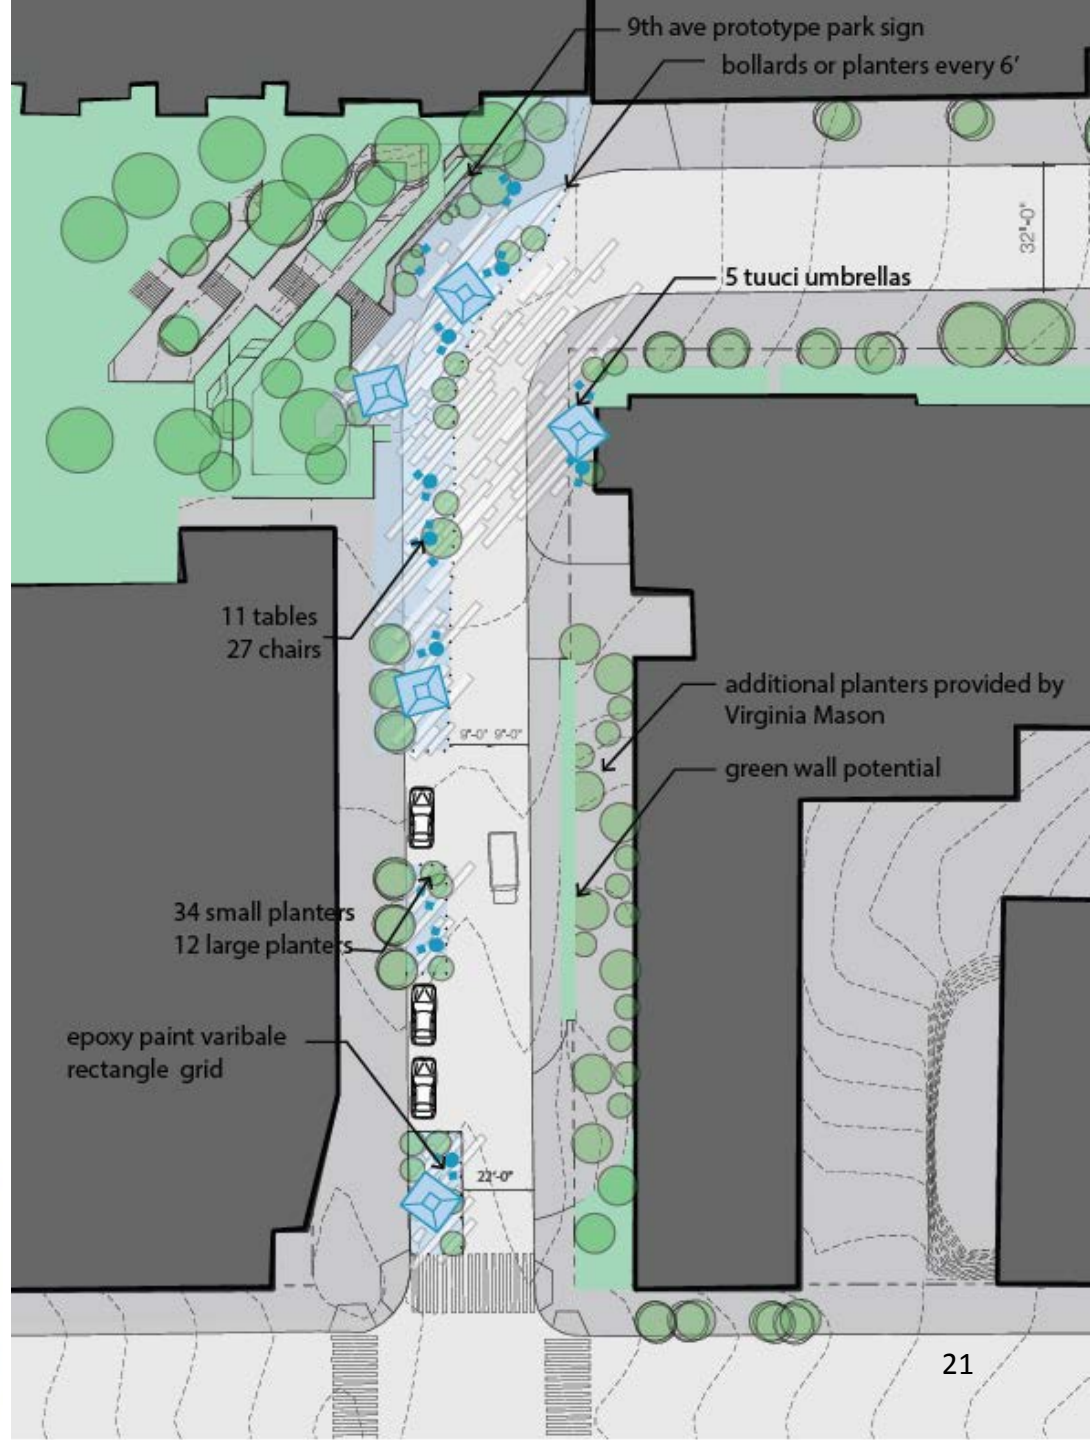 9th ave prototype park sign
bollards or planters every 6'
32'-0"
5 tuuci umbrellas
11 tables
27 chairs
additional planters provided by
Virginia Mason
9'-0" 9'-0"
green wall potential
34 small planters
12 large planters
epoxy paint varibale
rectangle grid
22'-0"
21